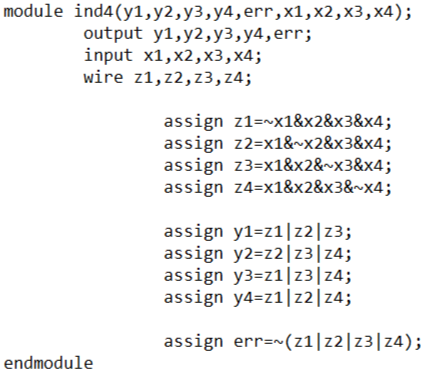 module ind4(y1,y2,y3,y4,err,x1,x2,x3,x4);
output y1,y2,y3,y4,err;
input x1,x2,x3,x4;
wire z1,z2,z3,z4;
assign z1=~x1&x2&x3&x4;
assign z2=x1&~x2&x3&x4;
assign z3=x1&x2&~x3&x4;
assign z4=x1&x2&x3&~x4;
assign y1=z1|z2|z3;
assign y2=z2|z3|z4;
assign y3=z1|z3|z4;
assign y4=z1|z2|z4;
assign err=~(z1|z2|z3|z4);
endmodule